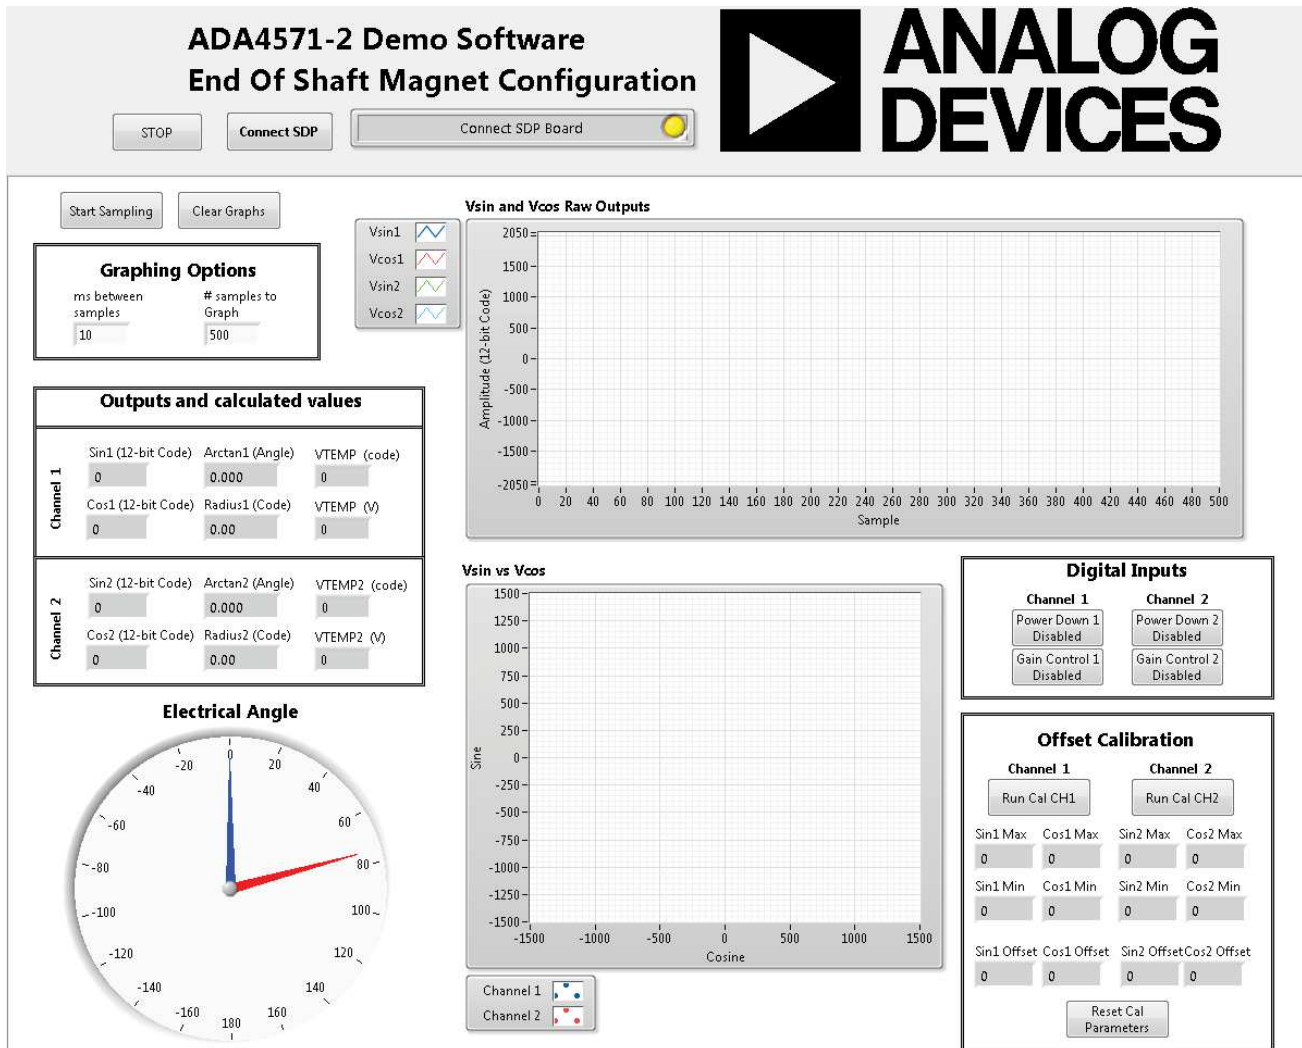 ADA4571-2 Demo Software
End Of Shaft Magnet Configuration
ANALOG
DEVICES
STOP
Connect SDP
Connect SDP Board
Start Sampling
Clear Graphs
Graphing Options
ms between
samples
# samples to
Graph
10
500
Vsin1
Vcos1
Vsin2
Vcos2
Vsin and Vcos Raw Outputs
Amplitude (12-bit Code)
2050
1500
1000
500
0
-500
-1000
-1500
-2050
0 20 40 60 80 100 120 140 160 180 200 220 240 260 280 300 320 340 360 380 400 420 440 460 480 500
Sample
Outputs and calculated values
Channel 1
Sin1 (12-bit Code) Arctan1 (Angle) VTEMP (code)
0 0.000 0
Cos1 (12-bit Code) Radius1 (Code) VTEMP (V)
0 0.00 0
Channel 2
Sin2 (12-bit Code) Arctan2 (Angle) VTEMP2 (code)
0 0.000 0
Cos2 (12-bit Code) Radius2 (Code) VTEMP2 (V)
0 0.00 0
Electrical Angle
0
20
40
60
80
100
120
140
160
180
-160
-140
-120
-100
-80
-60
-40
-20
Vsin vs Vcos
Sine
1500
1250
1000
750
500
250
0
-250
-500
-750
-1000
-1250
-1500
-1500 -1000 -500 0 500 1000 1500
Cosine
Channel 1
Channel 2
Digital Inputs
Channel 1 Channel 2
Power Down 1
Disabled
Power Down 2
Disabled
Gain Control 1
Disabled
Gain Control 2
Disabled
Offset Calibration
Channel 1 Channel 2
Run Cal CH1 Run Cal CH2
Sin1 Max Cos1 Max Sin2 Max Cos2 Max
0 0 0 0
Sin1 Min Cos1 Min Sin2 Min Cos2 Min
0 0 0 0
Sin1 Offset Cos1 Offset Sin2 Offset Cos2 Offset
0 0 0 0
Reset Cal
Parameters